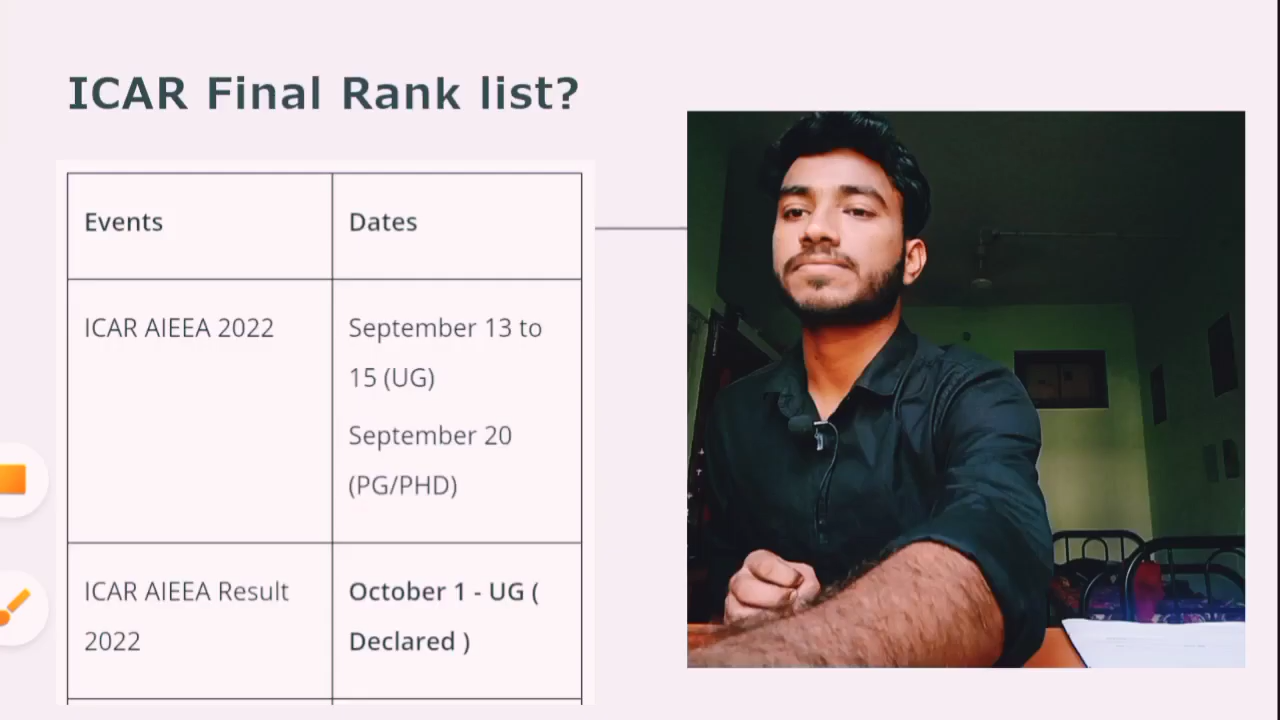 ICAR Final Rank list?
Events
Dates
ICAR AIEEA 2022
September 13 to
15 (UG)
September 20
(PG/PHD)
ICAR AIEEA Result
2022
October 1 - UG (
Declared )